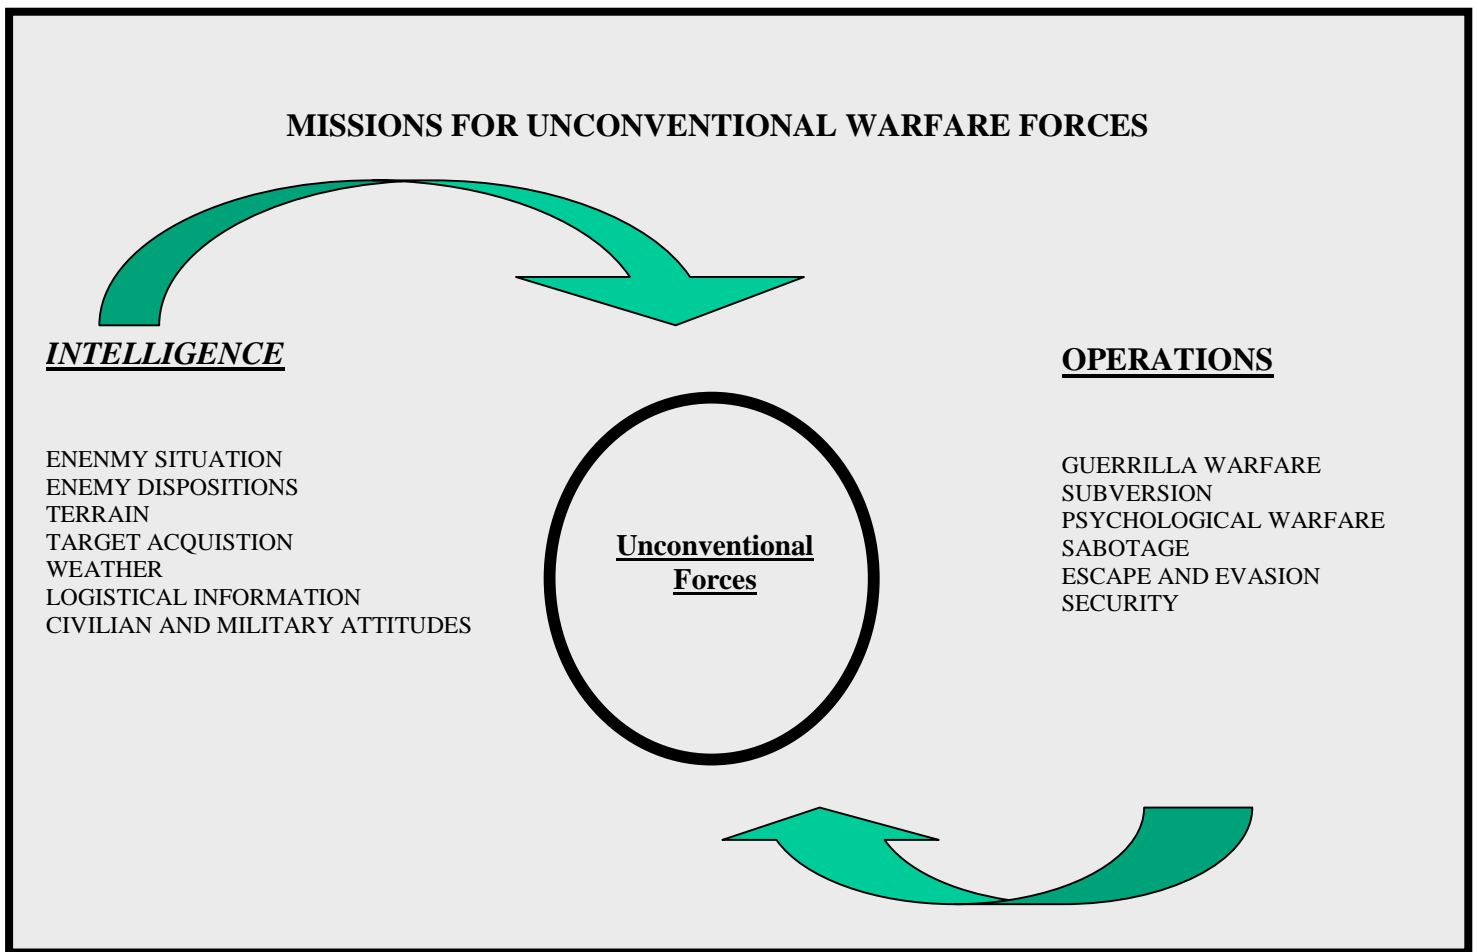 MISSIONS FOR UNCONVENTIONAL WARFARE FORCES
INTELLIGENCE
ENENMY SITUATION
ENEMY DISPOSITIONS
TERRAIN
TARGET ACQUISTION
WEATHER
LOGISTICAL INFORMATION
CIVILIAN AND MILITARY ATTITUDES
Unconventional
Forces
OPERATIONS
GUERRILLA WARFARE
SUBVERSION
PSYCHOLOGICAL WARFARE
SABOTAGE
ESCAPE AND EVASION
SECURITY